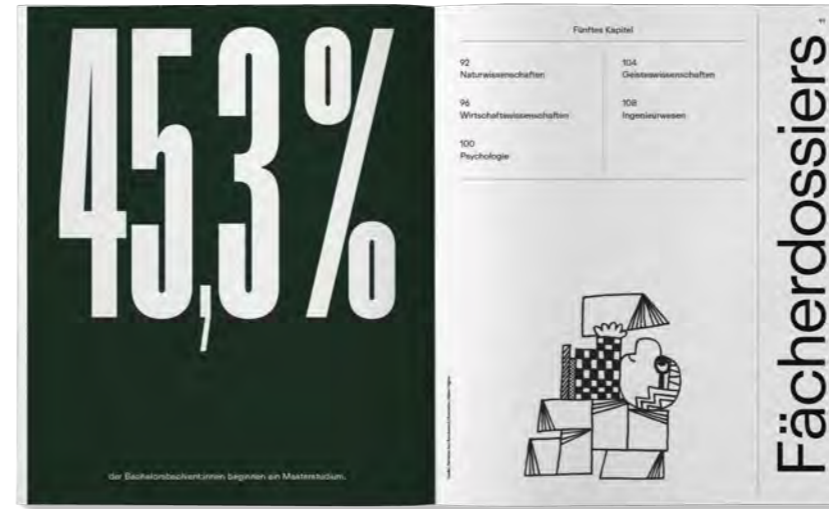 45,3%
der Bachelorabsolvent:innen beginnen ein Masterstudium.
Fünftes Kapitel
92
Naturwissenschaften
96
Wirtschaftswissenschaften
100
Psychologie
104
Geisteswissenschaften
108
Ingenieurwesen
Fächerdossiers